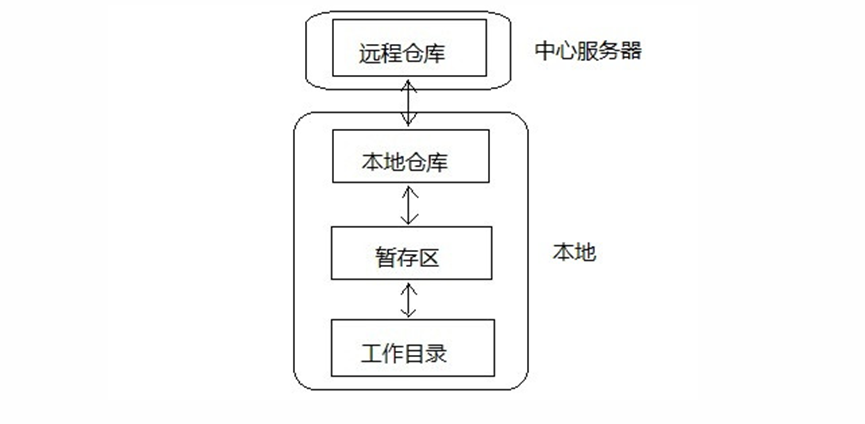 远程仓库
中心服务器
本地仓库
暂存区
本地
工作目录